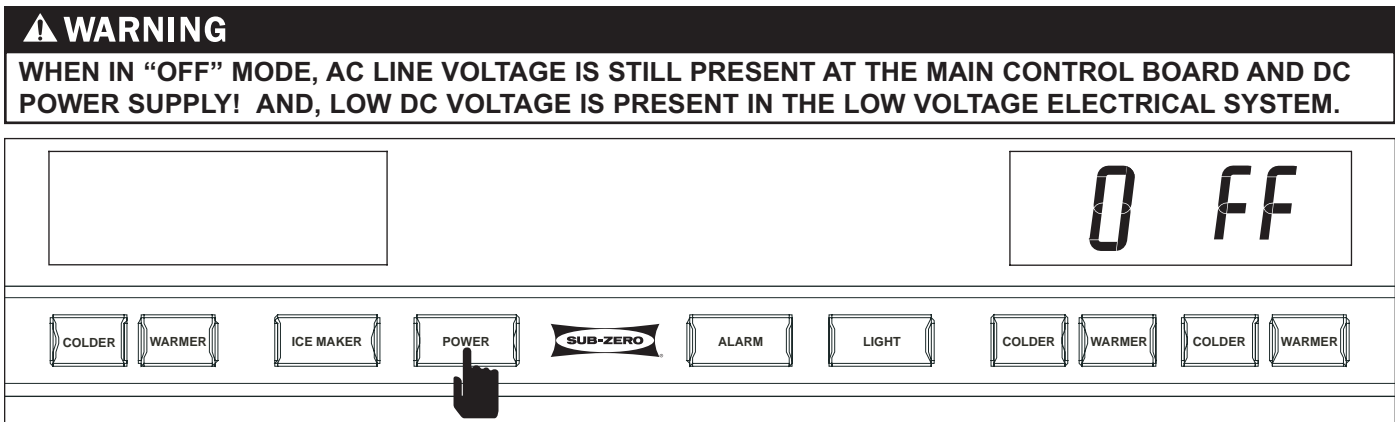 WARNING
WHEN IN “OFF” MODE, AC LINE VOLTAGE IS STILL PRESENT AT THE MAIN CONTROL BOARD AND DC
POWER SUPPLY! AND, LOW DC VOLTAGE IS PRESENT IN THE LOW VOLTAGE ELECTRICAL SYSTEM.
0 FF
COLDER WARMER ICE MAKER POWER SUB-ZERO ALARM LIGHT COLDER WARMER COLDER WARMER